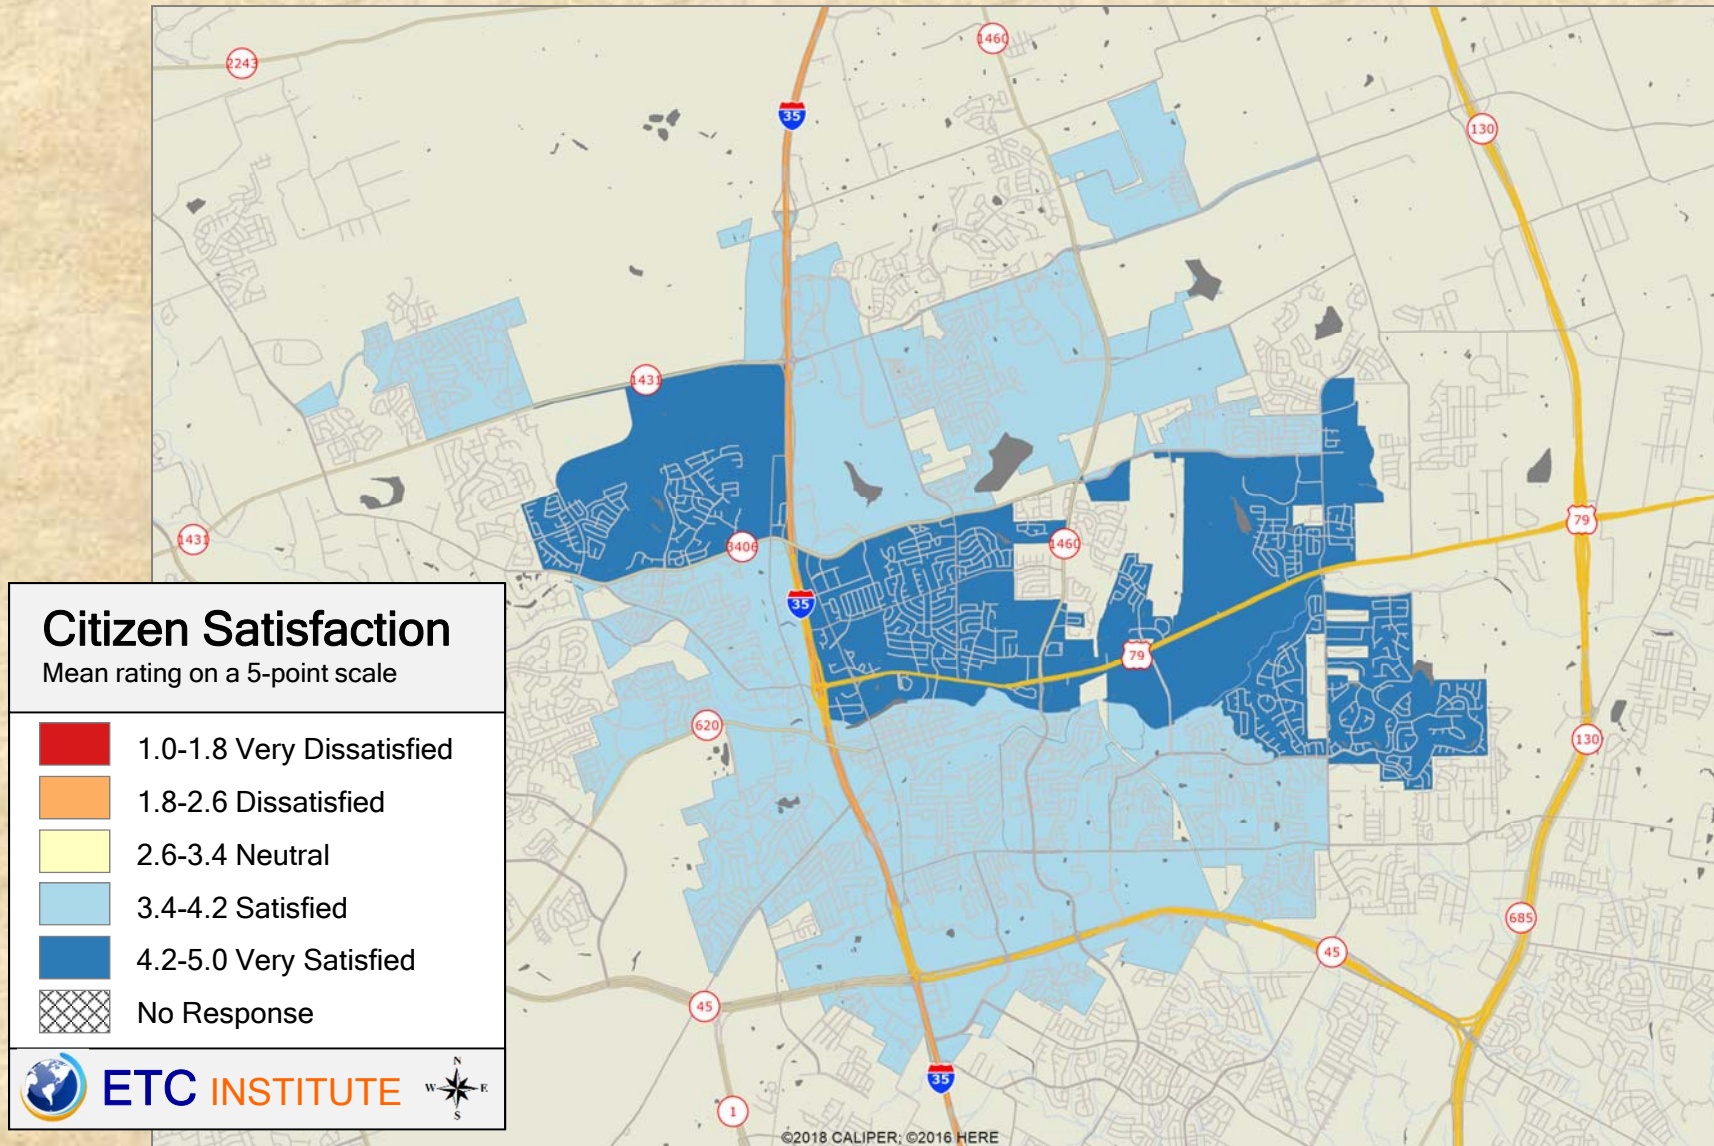 2243
1460
35
130
1431
1431
3406
1460
79
35
79
620
130
685
45
45
35
1
Citizen Satisfaction
Mean rating on a 5-point scale
1.0-1.8 Very Dissatisfied
1.8-2.6 Dissatisfied
2.6-3.4 Neutral
3.4-4.2 Satisfied
4.2-5.0 Very Satisfied
No Response
ETC INSTITUTE
N
W E
S
©2018 CALIPER; ©2016 HERE